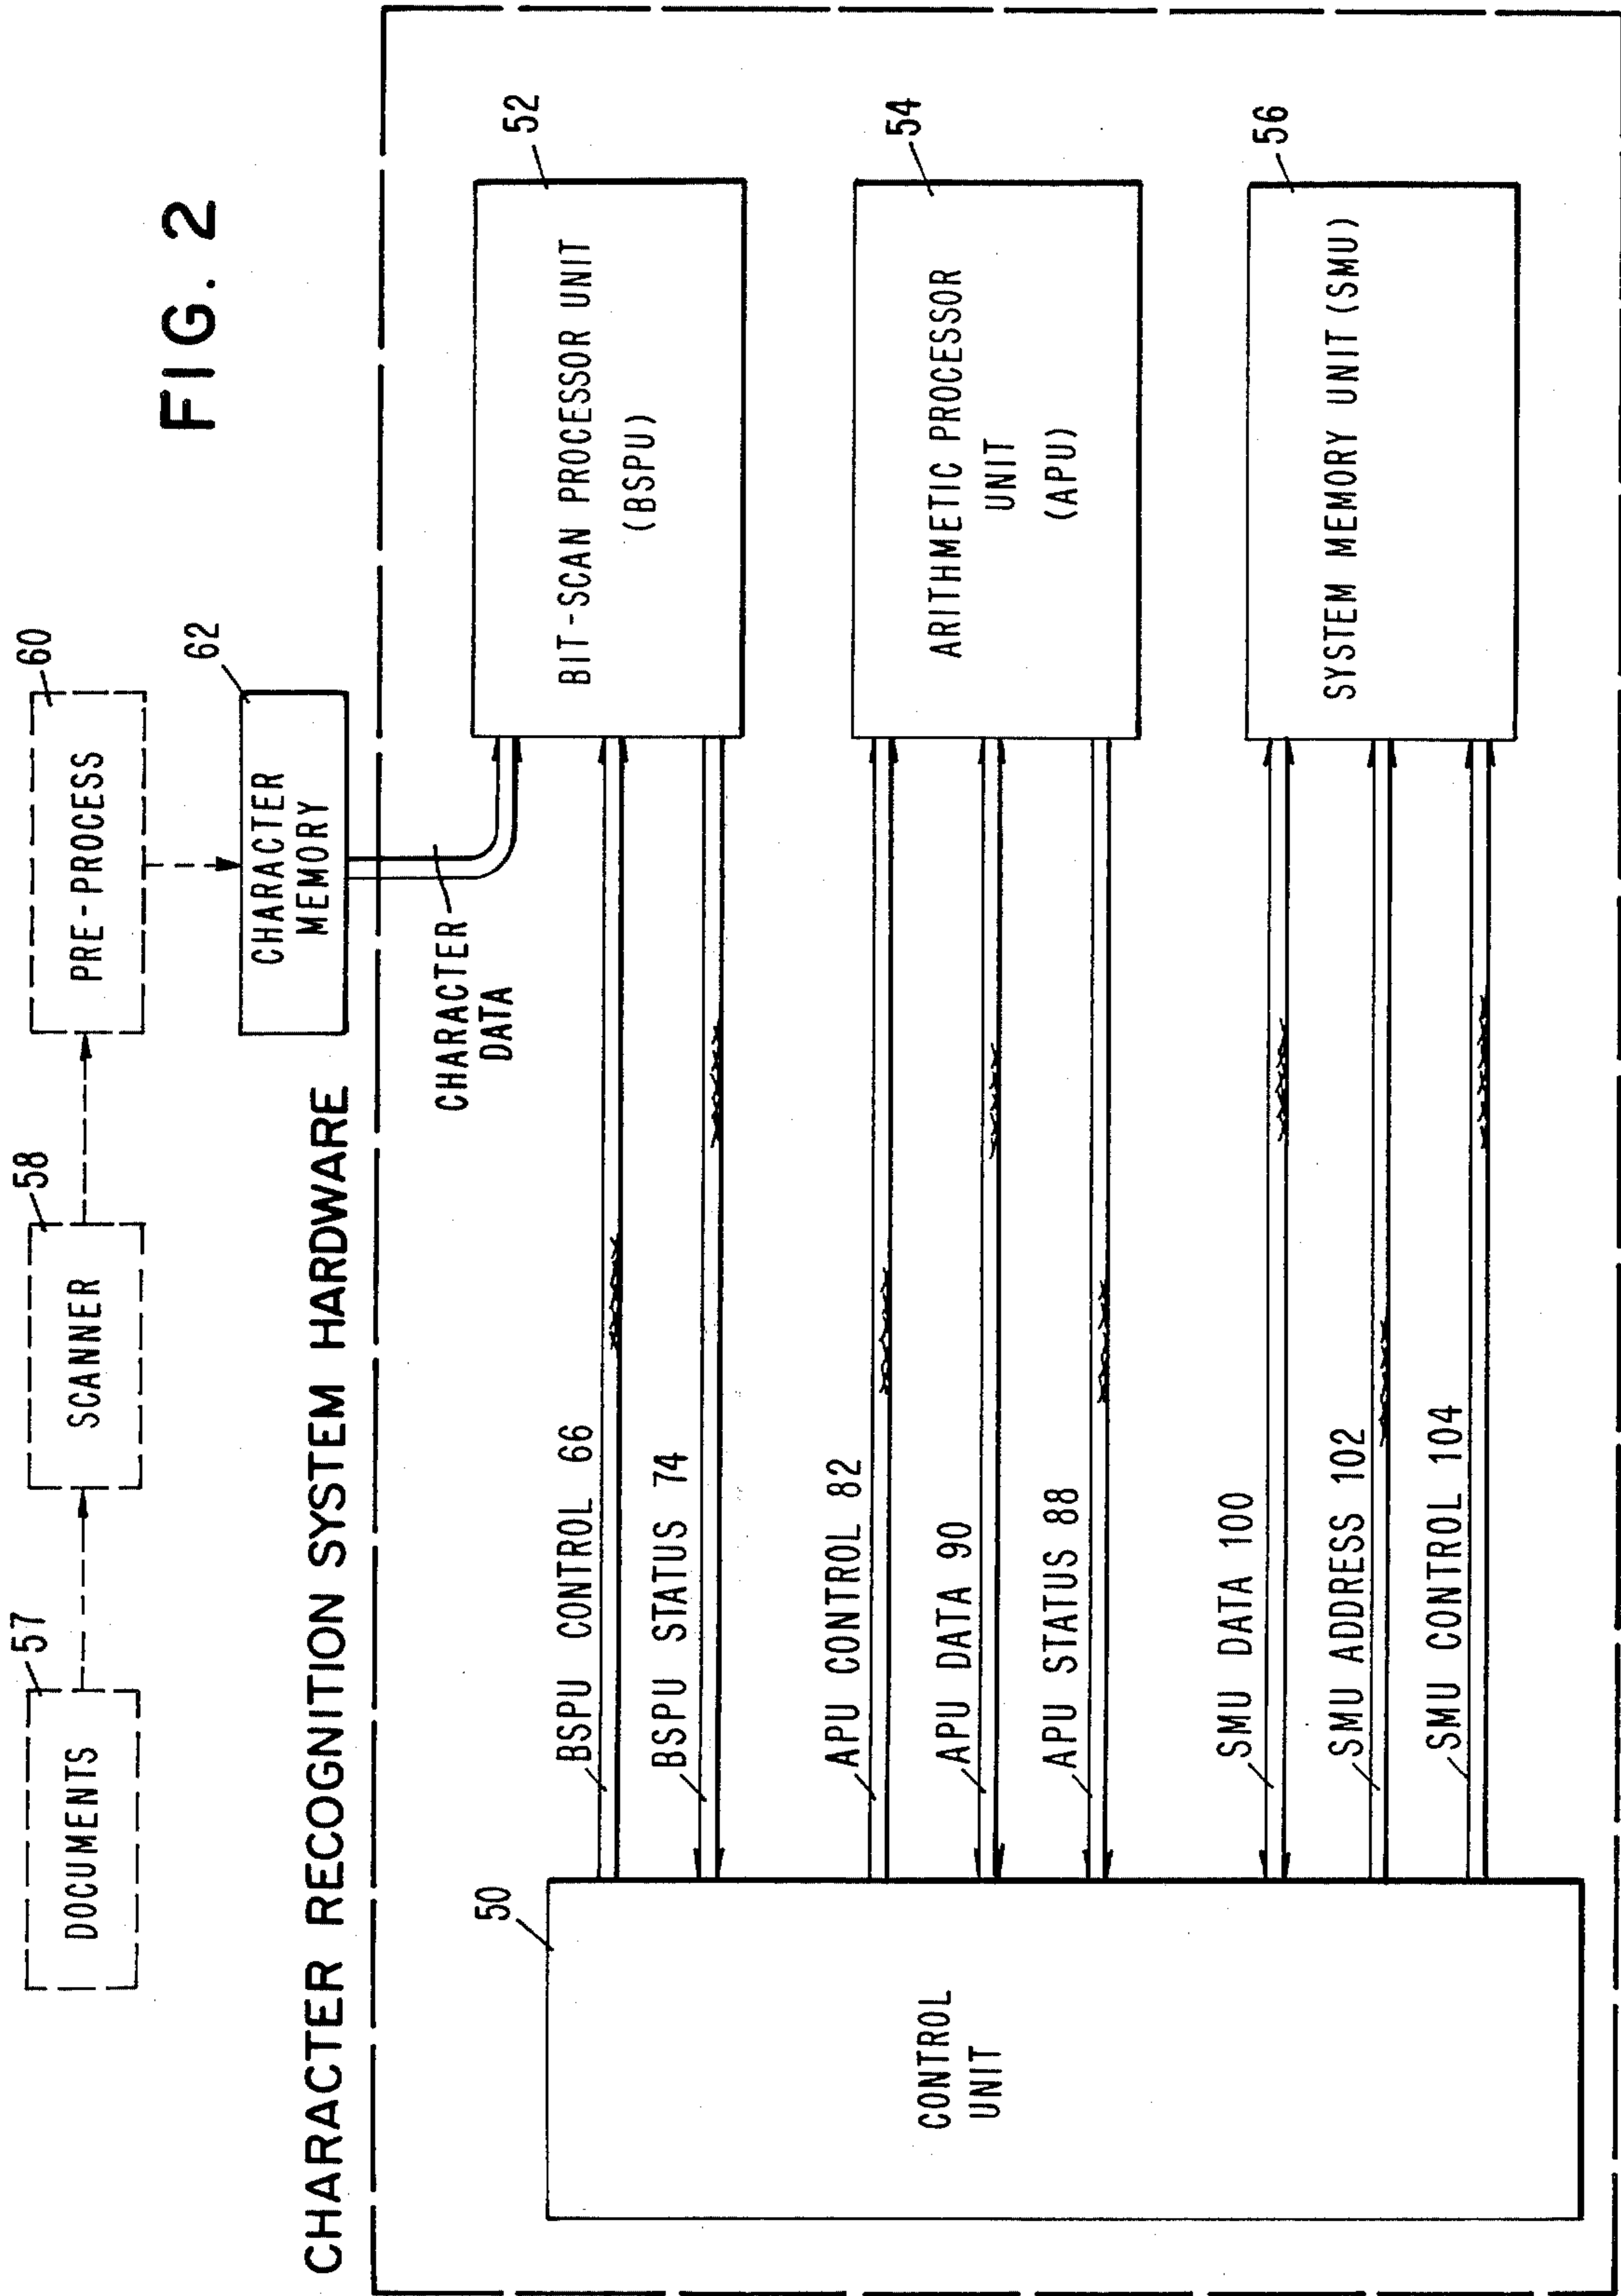 FIG. 2
57
DOCUMENTS
58
SCANNER
60
PRE-PROCESS
62
CHARACTER
MEMORY
CHARACTER RECOGNITION SYSTEM HARDWARE
CHARACTER
DATA
50
CONTROL
UNIT
BSPU CONTROL 66
BSPU STATUS 74
52
BIT-SCAN PROCESSOR UNIT
(BSPU)
APU CONTROL 82
APU DATA 90
APU STATUS 88
54
ARITHMETIC PROCESSOR
UNIT
(APU)
SMU DATA 100
SMU ADDRESS 102
SMU CONTROL 104
56
SYSTEM MEMORY UNIT (SMU)